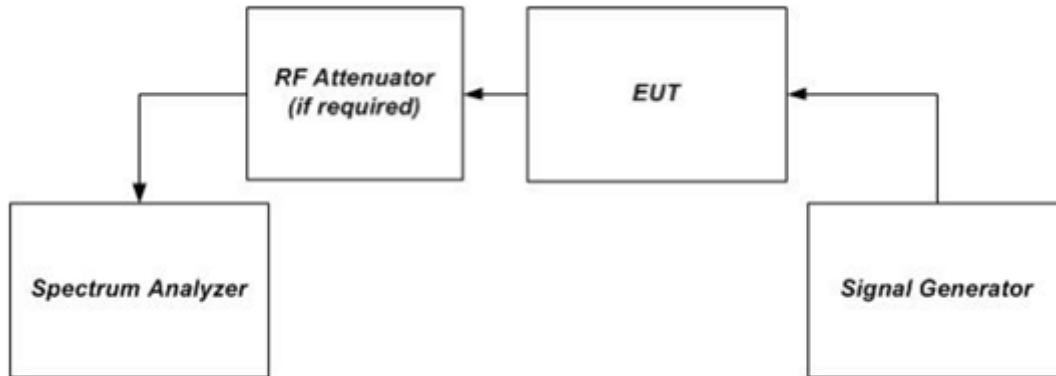 RF Attenuator
(if required)
EUT
Spectrum Analyzer
Signal Generator